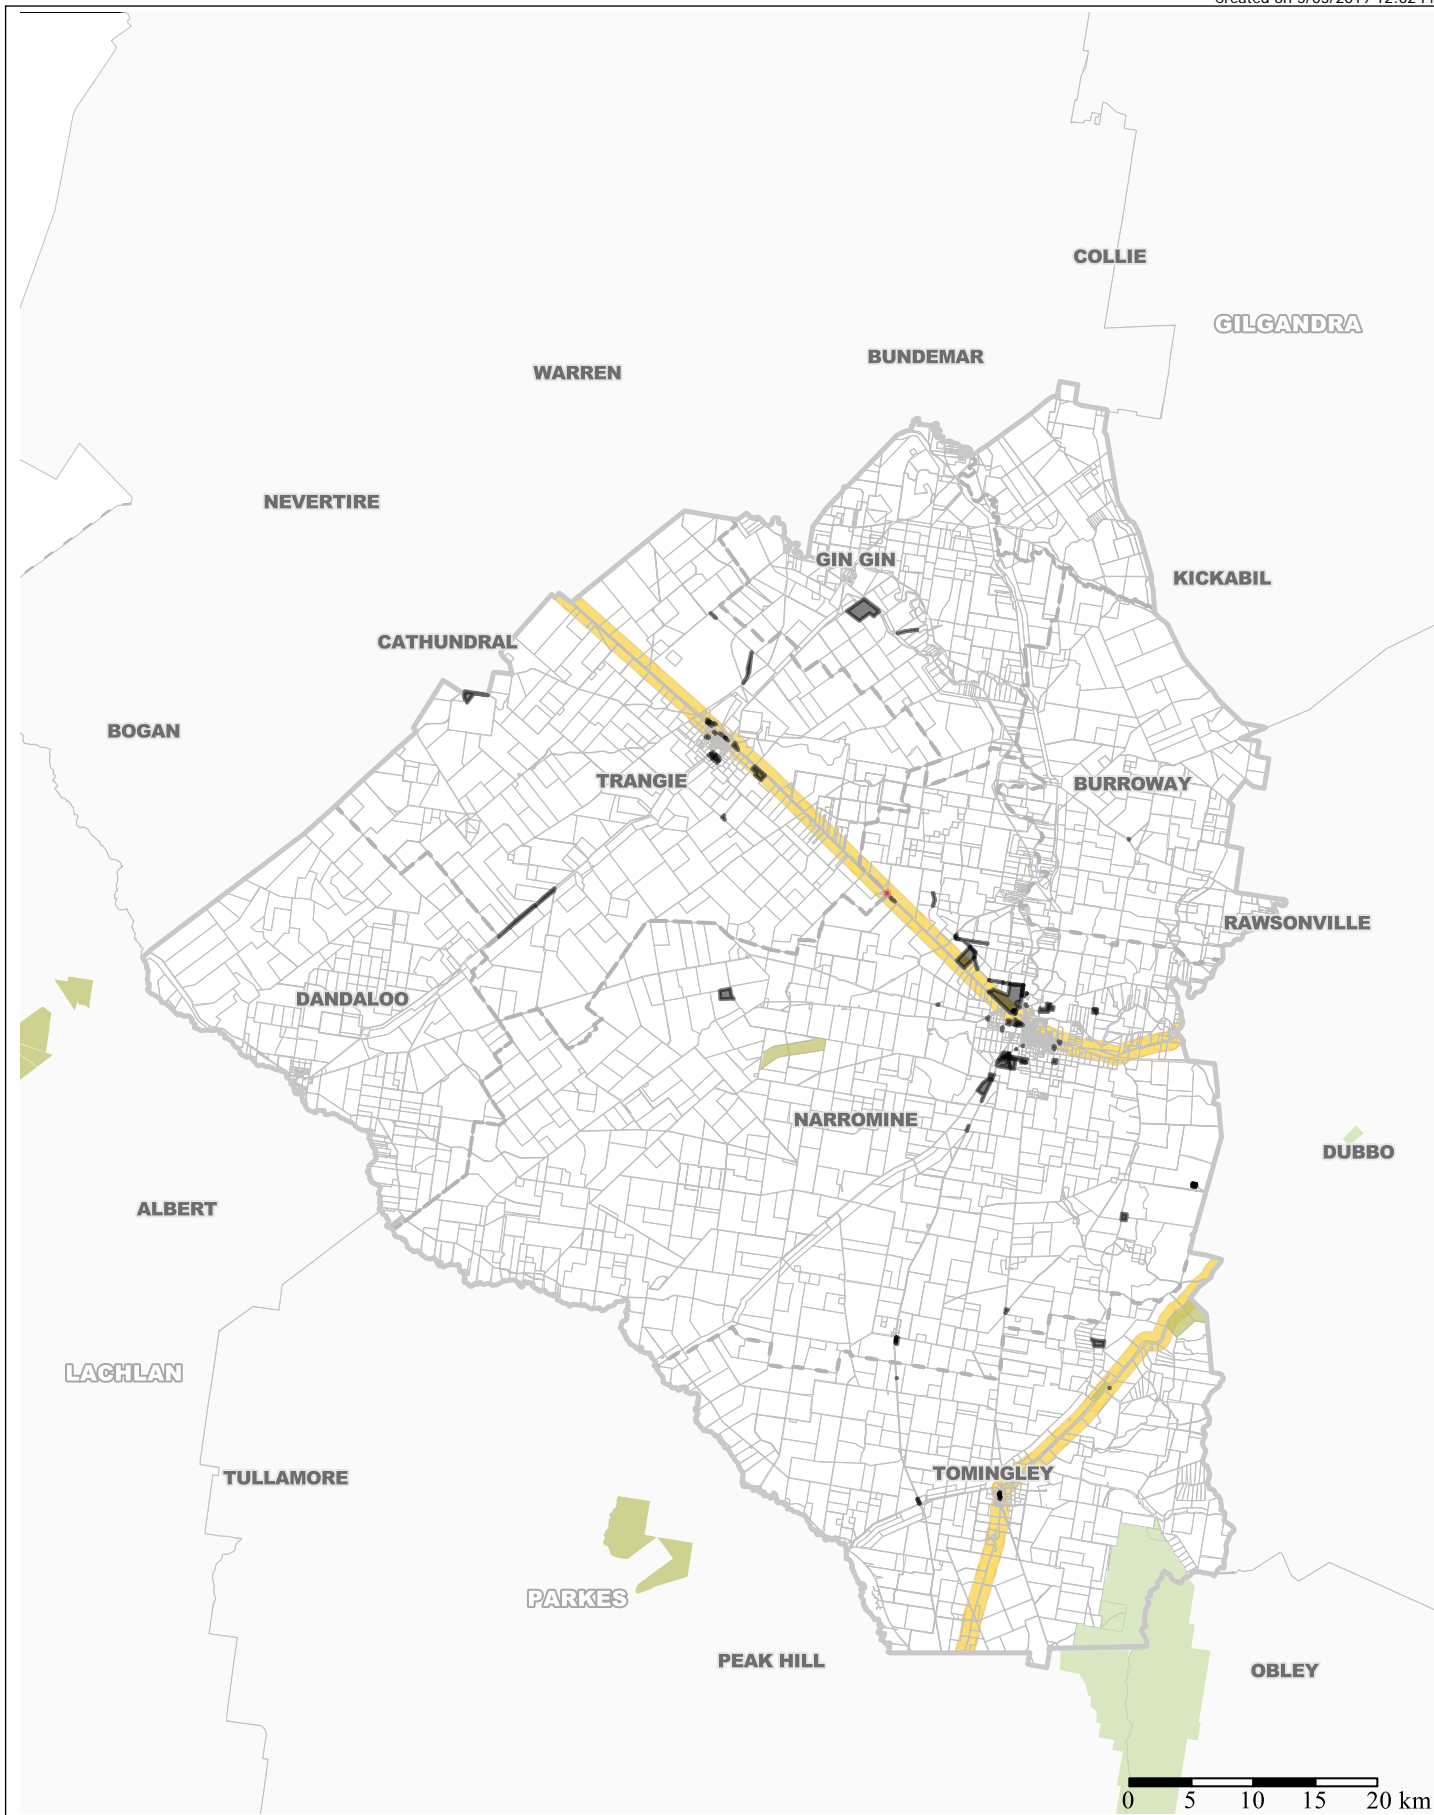 COLLIE
GILGANDRA
BUNDEMAR
WARREN
NEVERTIRE
GIN GIN
KICKABIL
CATHUNDRAL
BOGAN
TRANGIE
BURROWAY
RAWSONVILLE
DANDALOO
NARROMINE
DUBBO
ALBERT
LACHLAN
TOMINGLEY
TULLAMORE
PARKES
PEAK HILL
OBLEY
0 5 10 15 20 km